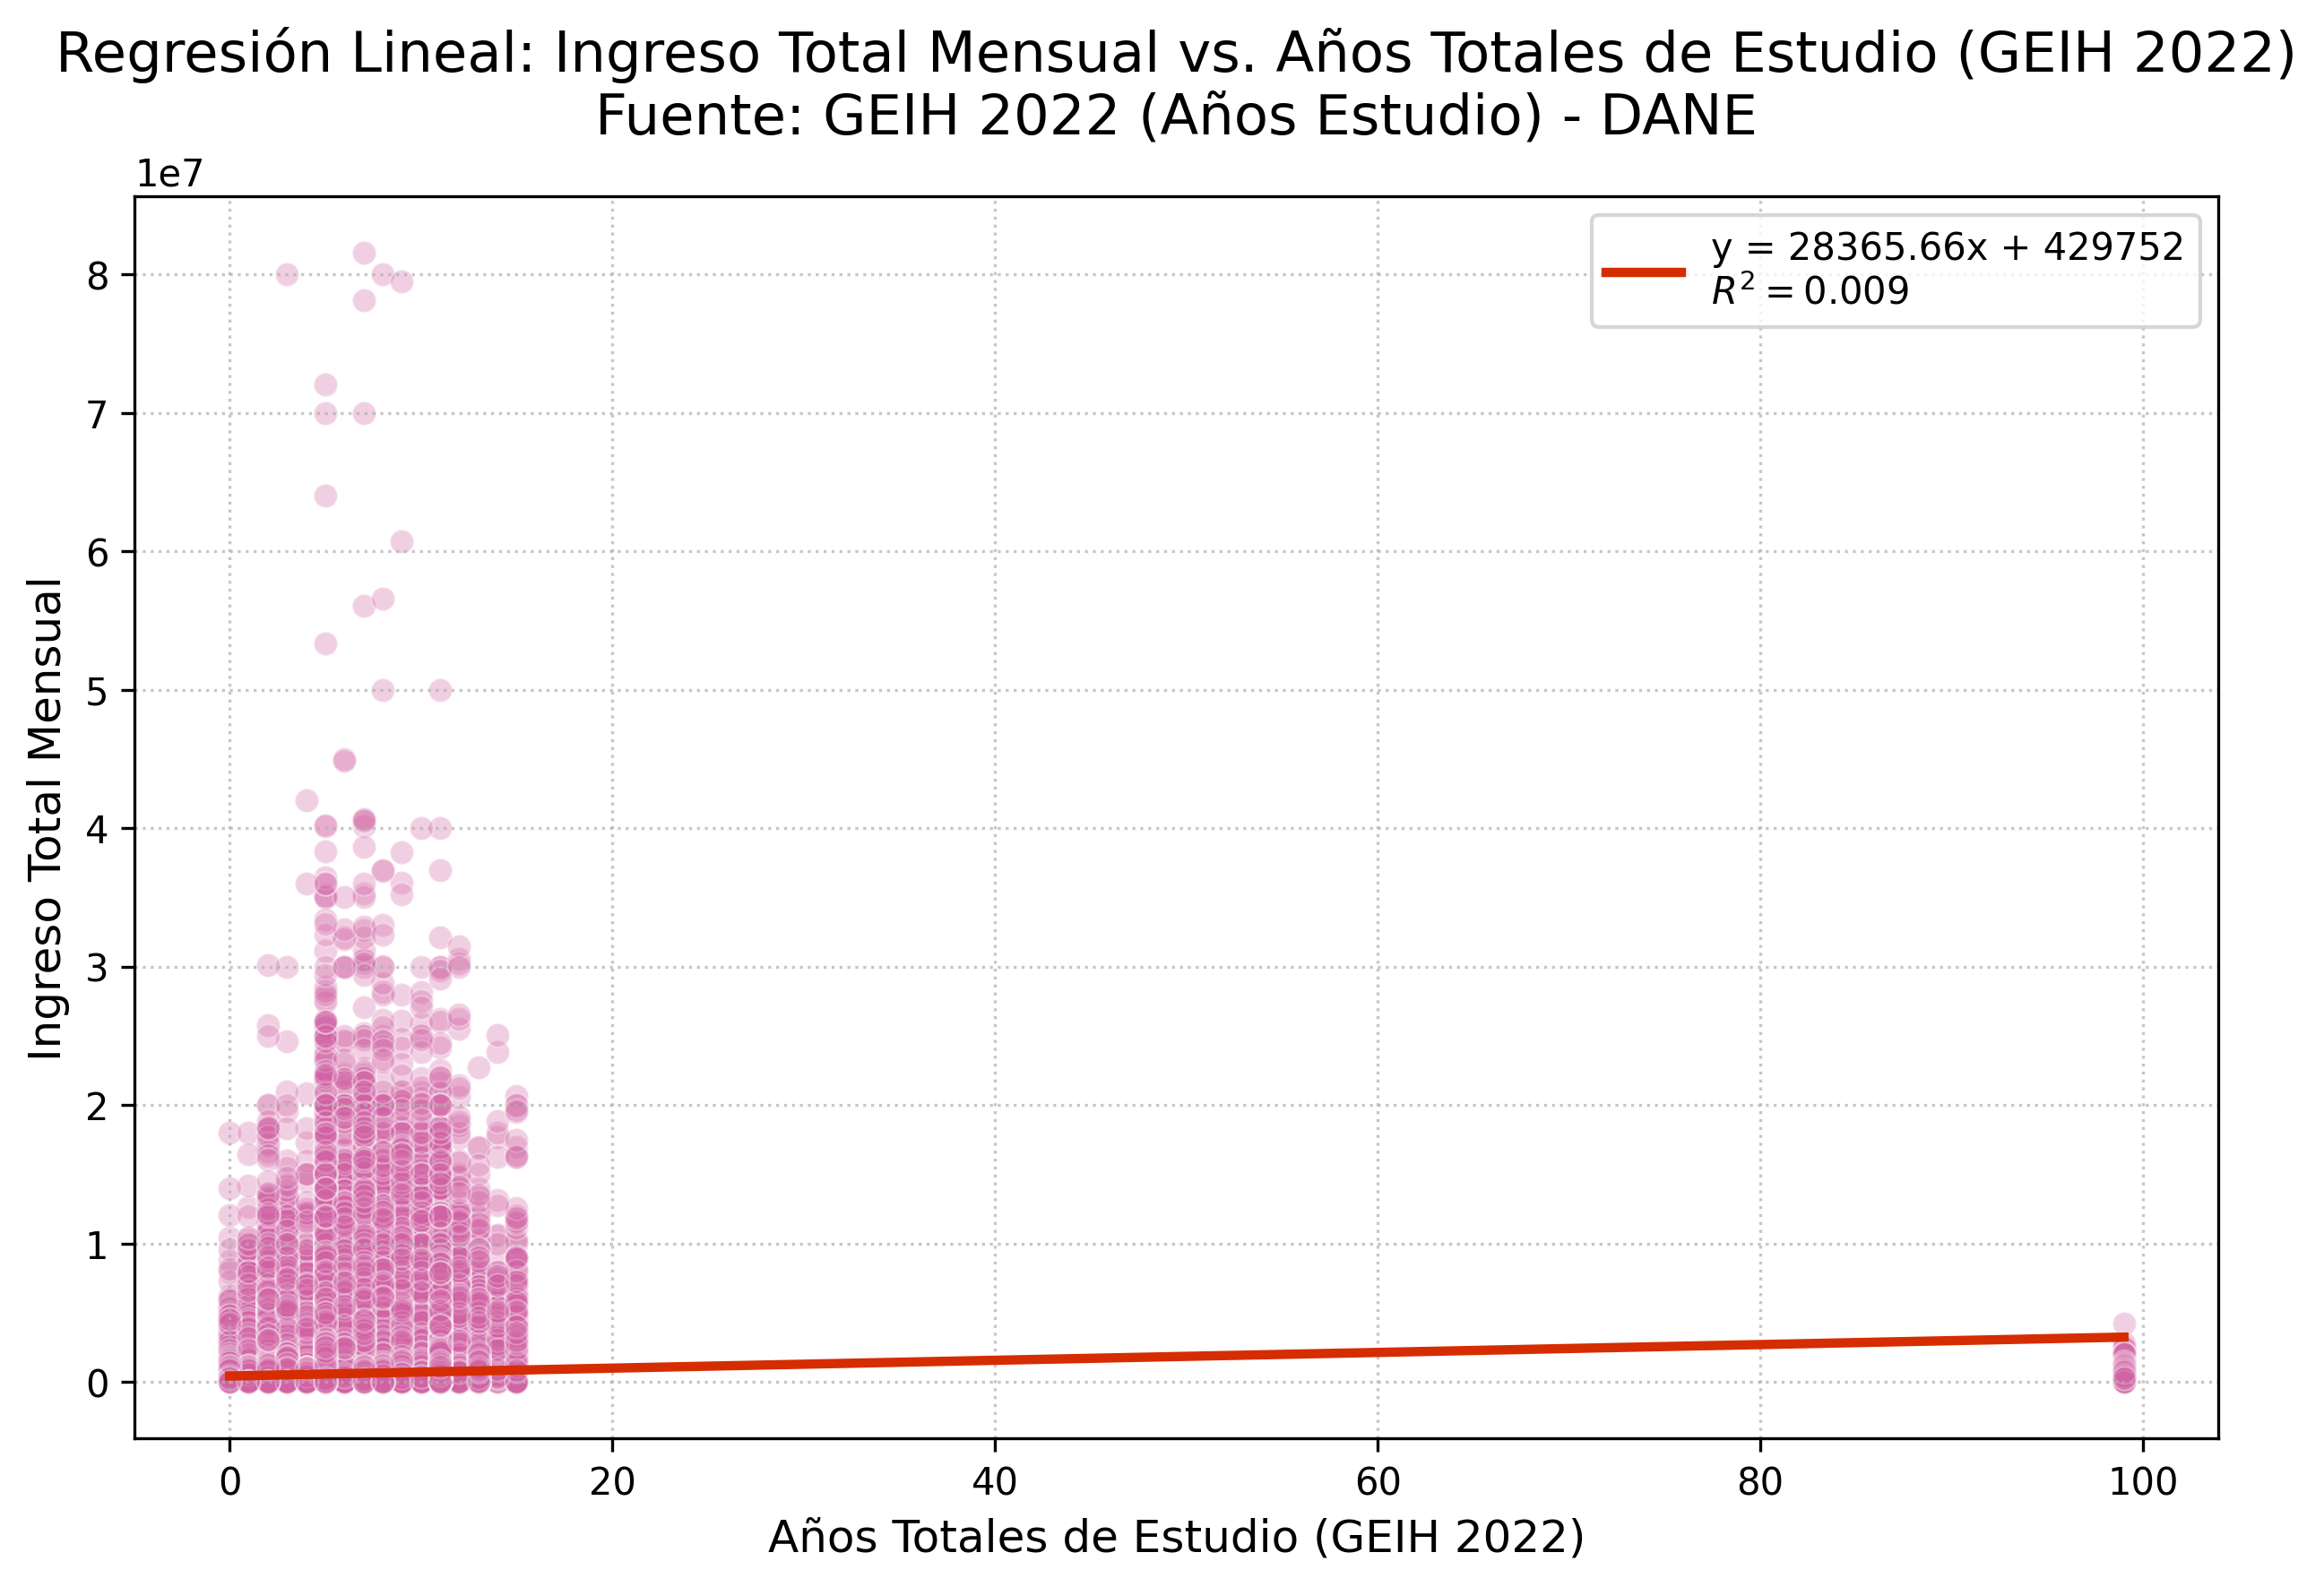 Regresión Lineal: Ingreso Total Mensual vs. Años Totales de Estudio (GEIH 2022)
Fuente: GEIH 2022 (Años Estudio) - DANE
1e7
y = 28365.66x + 429752
R² = 0.009
8
7
6
5
4
3
2
1
0
Ingreso Total Mensual
0 20 40 60 80 100
Años Totales de Estudio (GEIH 2022)